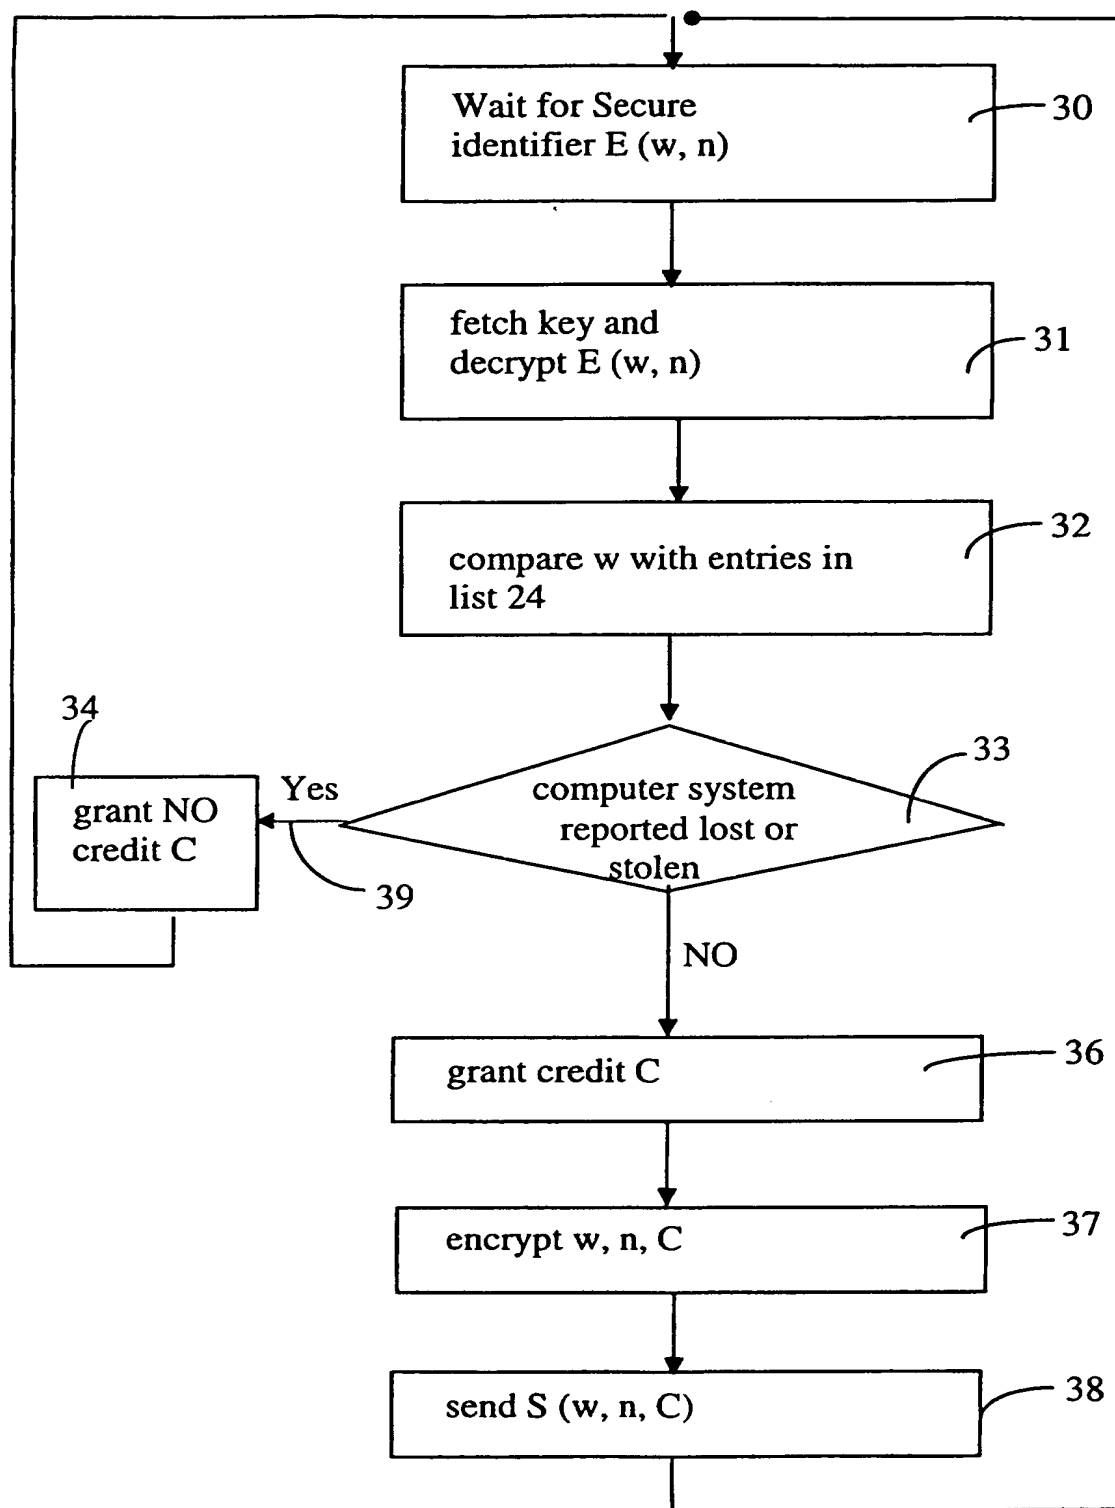 Wait for Secure
identifier E (w, n)
30
fetch key and
decrypt E (w, n)
31
compare w with entries in
list 24
32
34
grant NO
credit C
Yes
39
computer system
reported lost or
stolen
33
NO
grant credit C
36
encrypt w, n, C
37
send S (w, n, C)
38